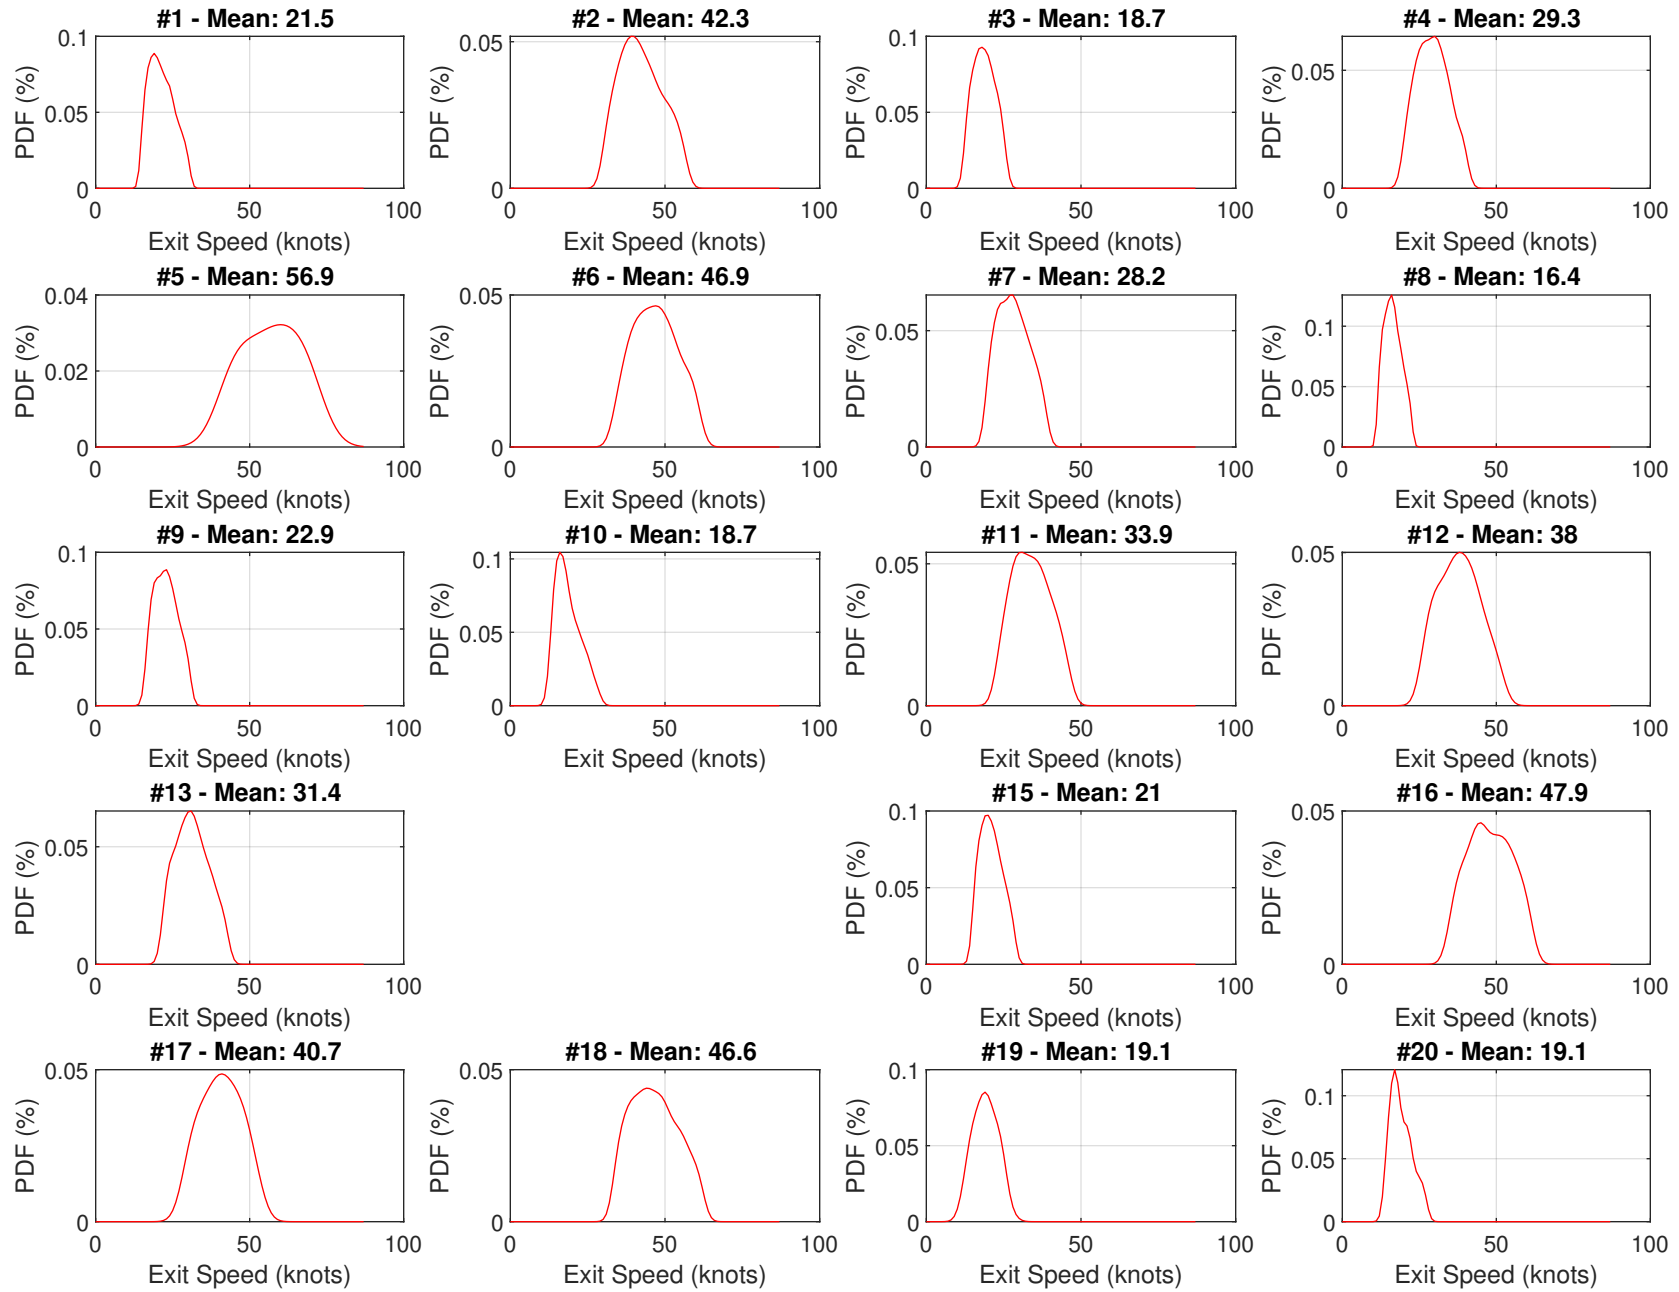 #1 - Mean: 21.5
0.1
0.05
0
PDF (%)
0 50 100
Exit Speed (knots)
#2 - Mean: 42.3
0.05
0
PDF (%)
0 50 100
Exit Speed (knots)
#3 - Mean: 18.7
0.1
0.05
0
PDF (%)
0 50 100
Exit Speed (knots)
#4 - Mean: 29.3
0.05
0
PDF (%)
0 50 100
Exit Speed (knots)
#5 - Mean: 56.9
0.04
0.02
0
PDF (%)
0 50 100
Exit Speed (knots)
#6 - Mean: 46.9
0.05
0
PDF (%)
0 50 100
Exit Speed (knots)
#7 - Mean: 28.2
0.05
0
PDF (%)
0 50 100
Exit Speed (knots)
#8 - Mean: 16.4
0.1
0.05
0
PDF (%)
0 50 100
Exit Speed (knots)
#9 - Mean: 22.9
0.1
0.05
0
PDF (%)
0 50 100
Exit Speed (knots)
#10 - Mean: 18.7
0.1
0.05
0
PDF (%)
0 50 100
Exit Speed (knots)
#11 - Mean: 33.9
0.05
0
PDF (%)
0 50 100
Exit Speed (knots)
#12 - Mean: 38
0.05
0
PDF (%)
0 50 100
Exit Speed (knots)
#13 - Mean: 31.4
0.05
0
PDF (%)
0 50 100
Exit Speed (knots)
#15 - Mean: 21
0.1
0.05
0
PDF (%)
0 50 100
Exit Speed (knots)
#16 - Mean: 47.9
0.05
0
PDF (%)
0 50 100
Exit Speed (knots)
#17 - Mean: 40.7
0.05
0
PDF (%)
0 50 100
Exit Speed (knots)
#18 - Mean: 46.6
0.05
0
PDF (%)
0 50 100
Exit Speed (knots)
#19 - Mean: 19.1
0.1
0.05
0
PDF (%)
0 50 100
Exit Speed (knots)
#20 - Mean: 19.1
0.1
0.05
0
PDF (%)
0 50 100
Exit Speed (knots)